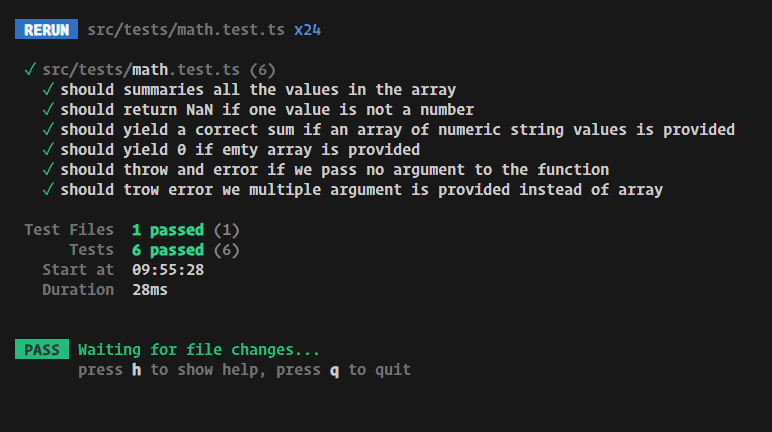 RERUN src/tests/math.test.ts x24
✓ src/tests/math.test.ts (6)
✓ should summaries all the values in the array
✓ should return NaN if one value is not a number
✓ should yield a correct sum if an array of numeric string values is provided
✓ should yield 0 if emty array is provided
✓ should throw and error if we pass no argument to the function
✓ should trow error we multiple argument is provided instead of array
Test Files 1 passed (1)
Tests 6 passed (6)
Start at 09:55:28
Duration 28ms
PASS Waiting for file changes...
press h to show help, press q to quit